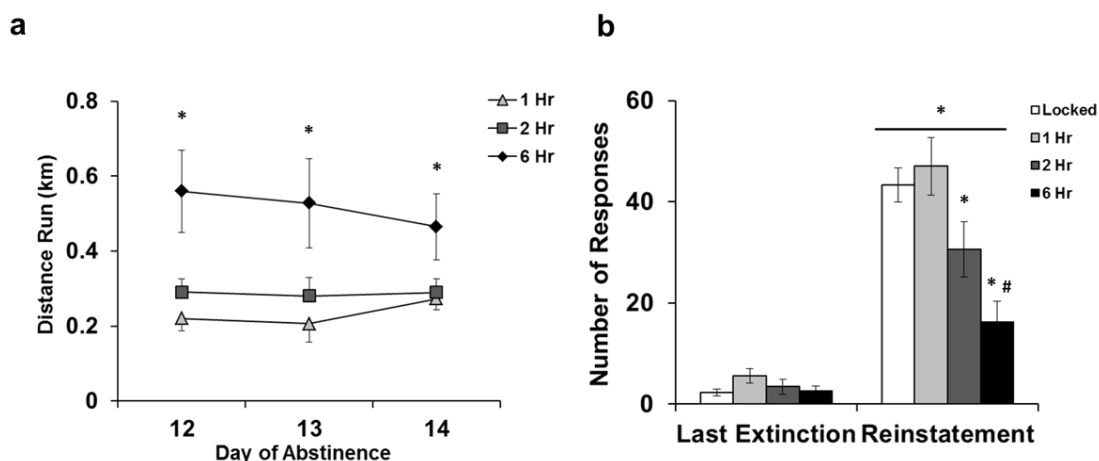 a
0.8
0.6
0.4
0.2
0
Distance Run (km)
12 13 14
Day of Abstinence
* * *
1 Hr
2 Hr
6 Hr
b
60
40
20
0
Number of Responses
*
*
* #
Last Extinction Reinstatement
Locked
1 Hr
2 Hr
6 Hr